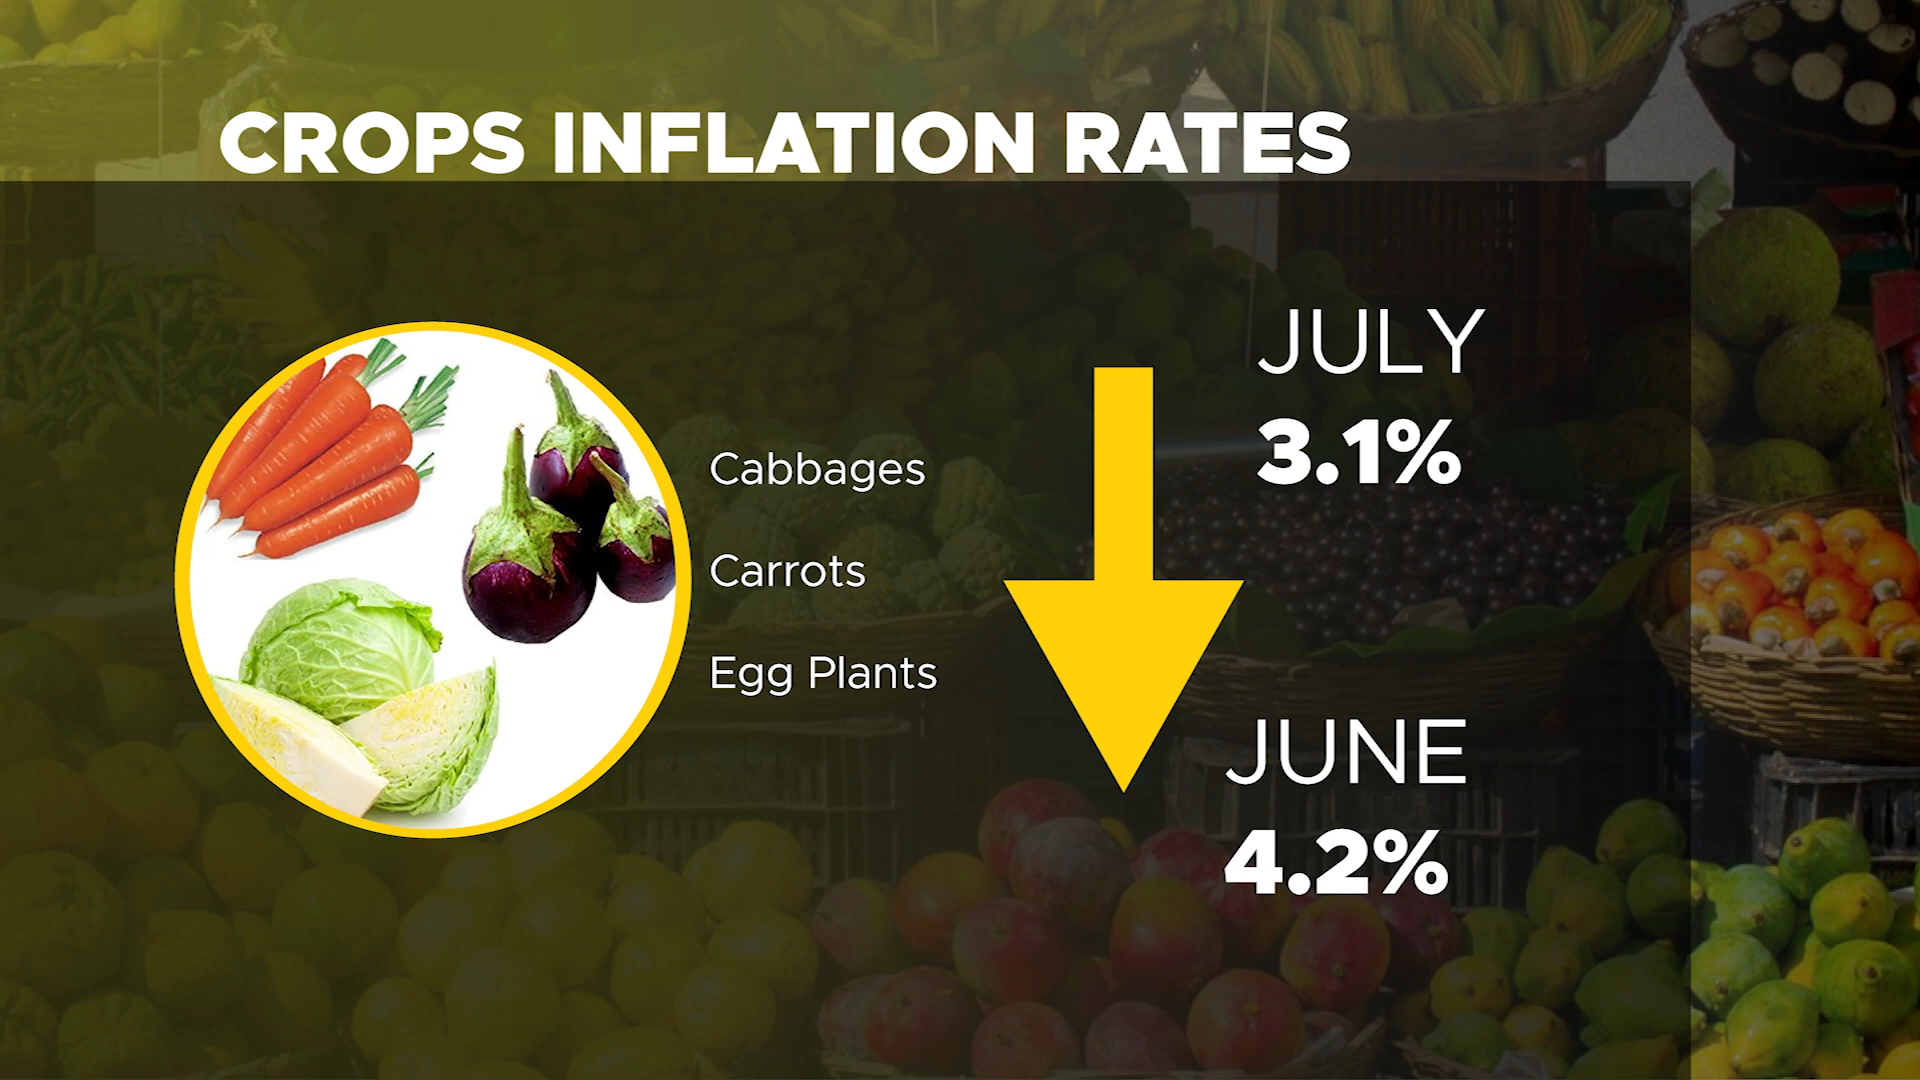 CROPS INFLATION RATES
Cabbages
Carrots
Egg Plants
JULY
3.1%
JUNE
4.2%